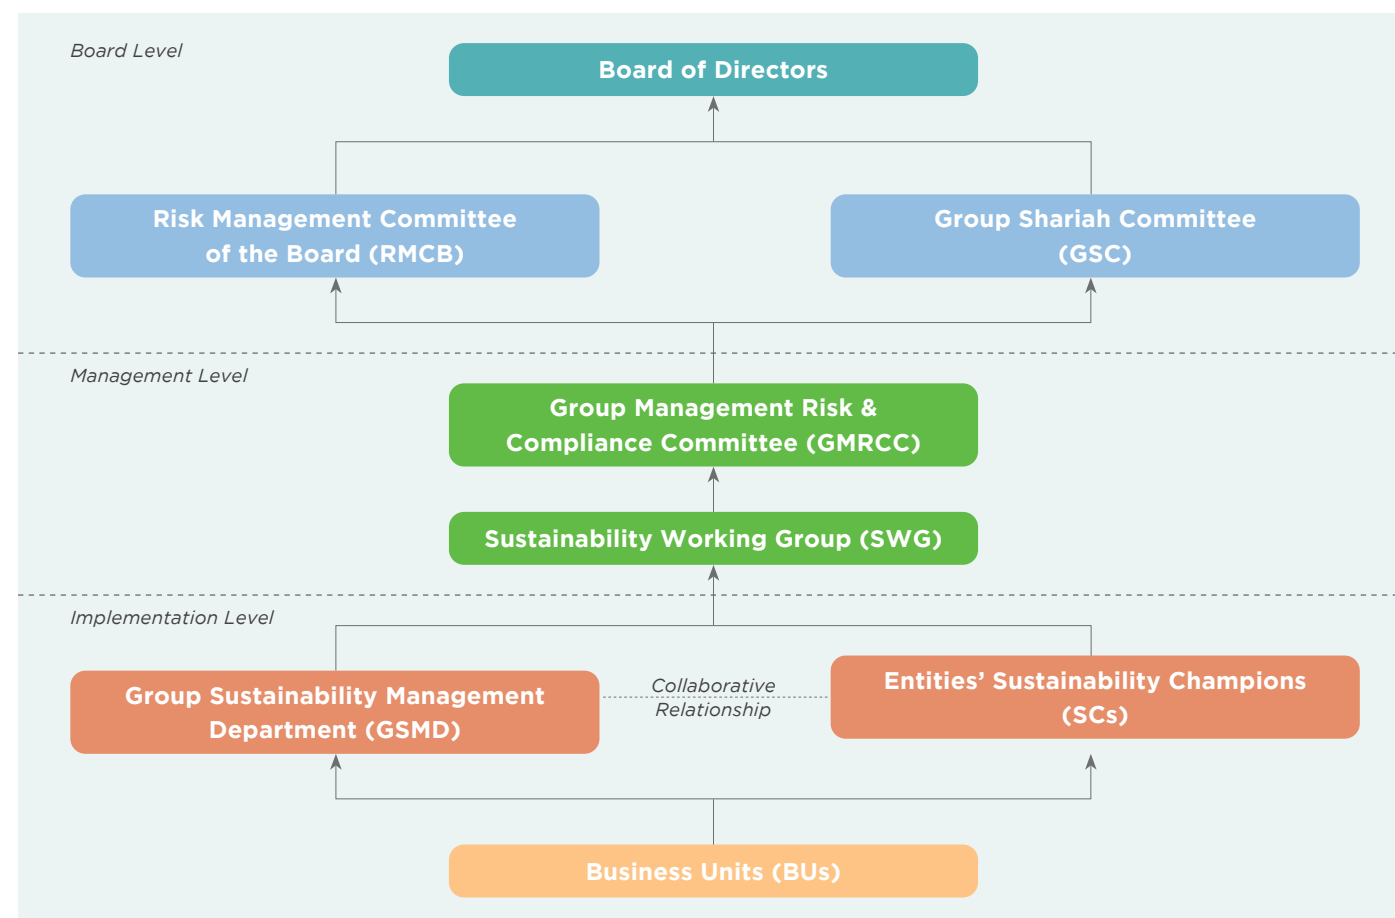 Board Level
Board of Directors
Risk Management Committee
of the Board (RMCB)
Group Shariah Committee
(GSC)
Management Level
Group Management Risk &
Compliance Committee (GMRCC)
Sustainability Working Group (SWG)
Implementation Level
Group Sustainability Management
Department (GSMD)
Collaborative
Relationship
Entities’ Sustainability Champions
(SCs)
Business Units (BUs)